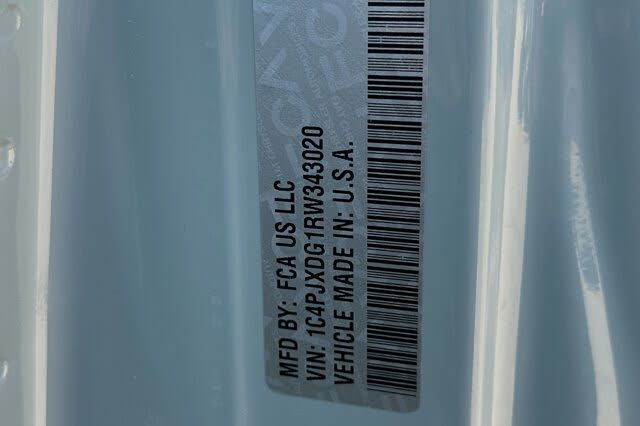 MFD BY: FCA US LLC
VIN: 1C4PJXDG1RW343020
VEHICLE MADE IN: U.S.A.